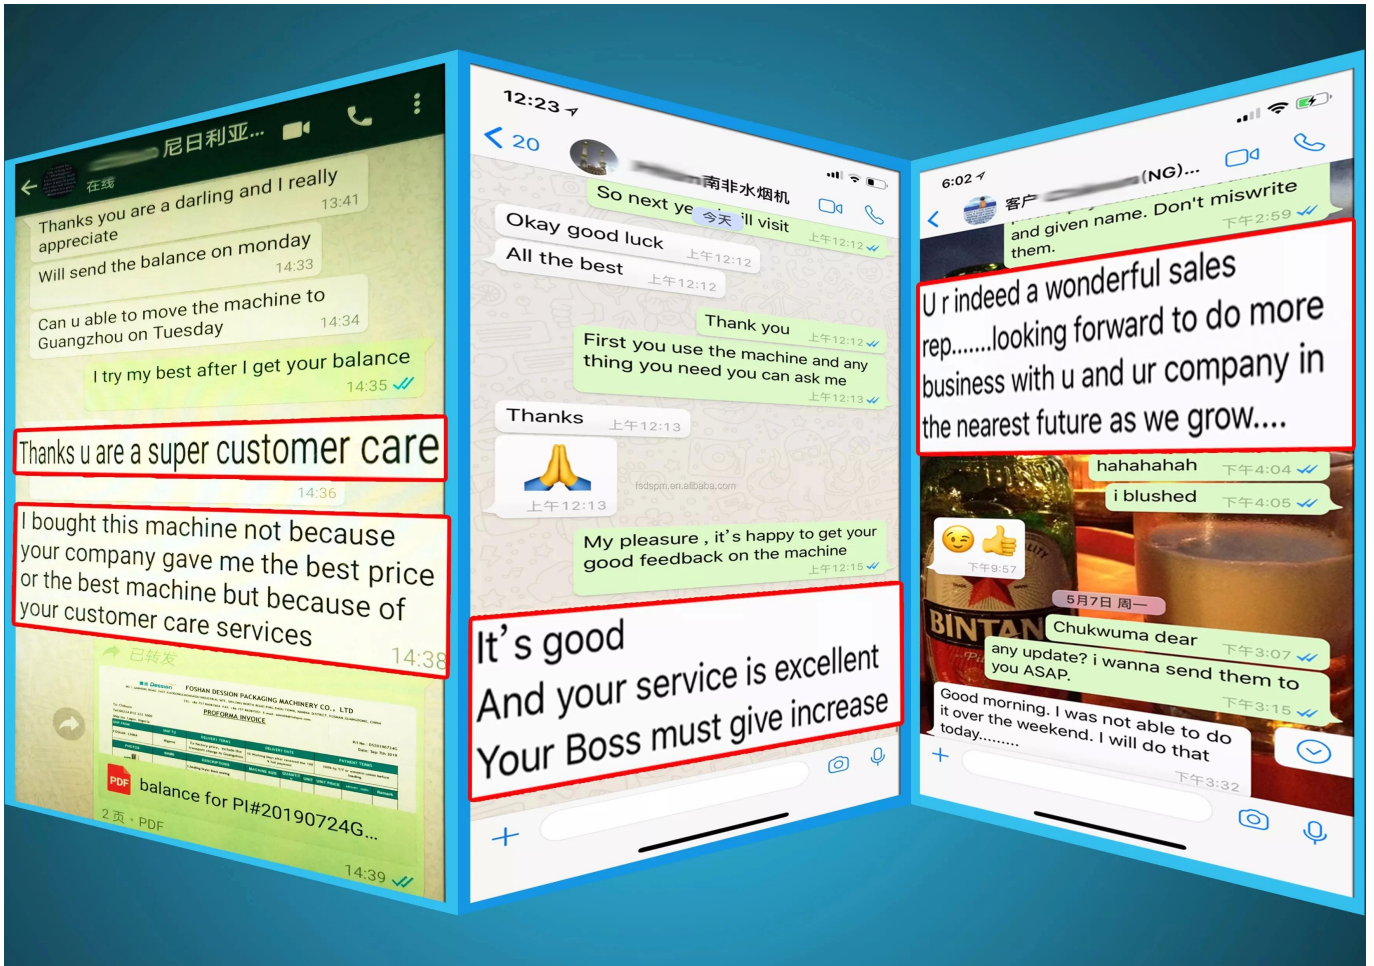 尼日利亚...
在线
Thanks you are a darling and I really
appreciate
13:41
Will send the balance on monday
14:33
Can u able to move the machine to
Guangzhou on Tuesday
14:34
I try my best after I get your balance
14:35
Thanks u are a super customer care
14:36
I bought this machine not because
your company gave me the best price
or the best machine but because of
your customer care services
14:38
已转发
Dession
FOSHAN DESSION PACKAGING MACHINERY CO., LTD
PROFORMA INVOICE
PDF
balance for PI#20190724G...
2 页 · PDF
14:39
12:23
20
南非水烟机
So next ye
ll visit
今天
上午12:12
Okay good luck
上午12:12
All the best
上午12:12
Thank you
上午12:12
First you use the machine and any
thing you need you can ask me
上午12:13
Thanks
上午12:13
上午12:13
fsdspm.en.alibaba.com
My pleasure , it's happy to get your
good feedback on the machine
上午12:15
It's good
And your service is excellent
Your Boss must give increase
6:02
客户
(NG)...
and given name. Don't miswrite
them.
下午2:59
U r indeed a wonderful sales
rep.......looking forward to do more
business with u and ur company in
the nearest future as we grow....
hahahahah
下午4:04
i blushed
下午4:05
下午9:57
BINTAN
5月7日 周一
Chukwuma dear
下午3:07
any update? i wanna send them to
you ASAP.
下午3:15
Good morning. I was not able to do
it over the weekend. I will do that
today.........
下午3:32